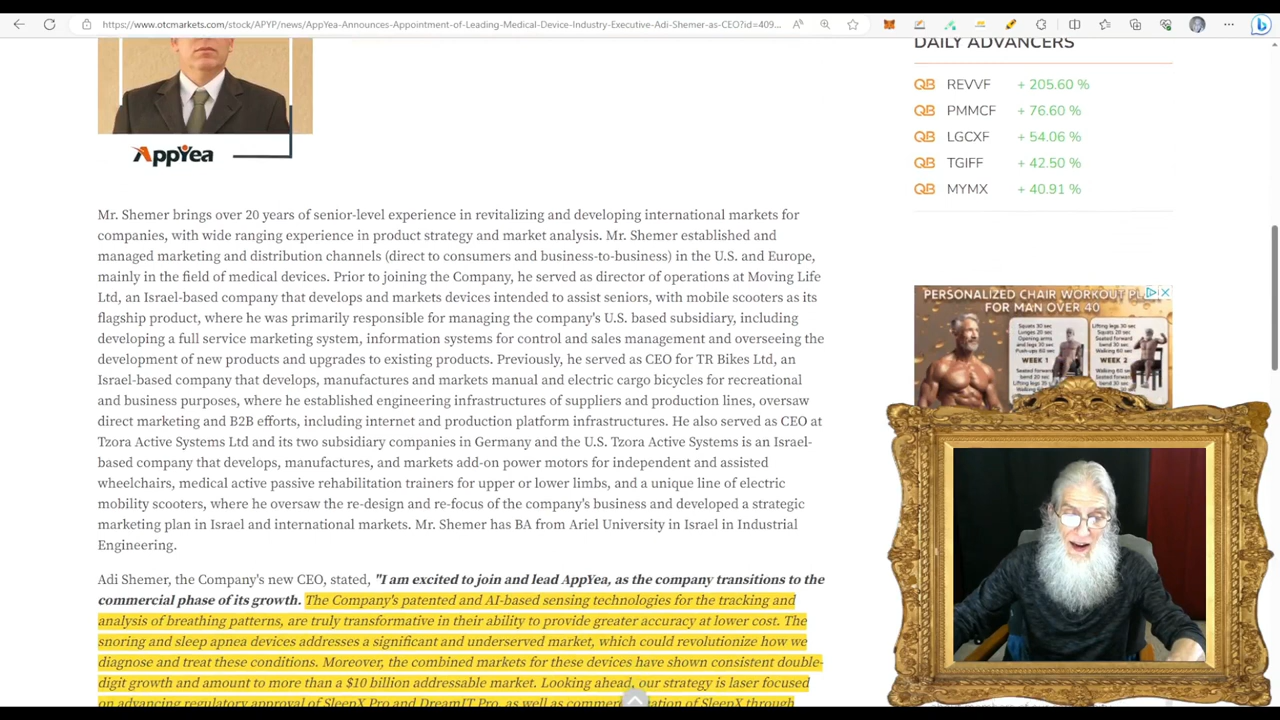 https://www.otcmarkets.com/stock/APYP/news/AppYea-Announces-Appointment-of-Leading-Medical-Device-Industry-Executive-Adi-Shemer-as-CEO?id=409...
AppYea
Mr. Shemer brings over 20 years of senior-level experience in revitalizing and developing international markets for
companies, with wide ranging experience in product strategy and market analysis. Mr. Shemer established and
managed marketing and distribution channels (direct to consumers and business-to-business) in the U.S. and Europe,
mainly in the field of medical devices. Prior to joining the Company, he served as director of operations at Moving Life
Ltd, an Israel-based company that develops and markets devices intended to assist seniors, with mobile scooters as its
flagship product, where he was primarily responsible for managing the company's U.S. based subsidiary, including
developing a full service marketing system, information systems for control and sales management and overseeing the
development of new products and upgrades to existing products. Previously, he served as CEO for TR Bikes Ltd, an
Israel-based company that develops, manufactures and markets manual and electric cargo bicycles for recreational
and business purposes, where he established engineering infrastructures of suppliers and production lines, oversaw
direct marketing and B2B efforts, including internet and production platform infrastructures. He also served as CEO at
Tzora Active Systems Ltd and its two subsidiary companies in Germany and the U.S. Tzora Active Systems is an Israel-
based company that develops, manufactures, and markets add-on power motors for independent and assisted
wheelchairs, medical active passive rehabilitation trainers for upper or lower limbs, and a unique line of electric
mobility scooters, where he oversaw the re-design and re-focus of the company's business and developed a strategic
marketing plan in Israel and international markets. Mr. Shemer has BA from Ariel University in Israel in Industrial
Engineering.
Adi Shemer, the Company's new CEO, stated, "I am excited to join and lead AppYea, as the company transitions to the
commercial phase of its growth. The Company's patented and AI-based sensing technologies for the tracking and
analysis of breathing patterns, are truly transformative in their ability to provide greater accuracy at lower cost. The
snoring and sleep apnea devices addresses a significant and underserved market, which could revolutionize how we
diagnose and treat these conditions. Moreover, the combined markets for these devices have shown consistent double-
digit growth and amount to more than a $10 billion addressable market. Looking ahead, our strategy is laser focused
on advancing regulatory approval of SleepX Pro and DreamIT Pro, as well as
DAILY ADVANCERS
QB REVVF + 205.60 %
QB PMMCF + 76.60 %
QB LGCXF + 54.06 %
QB TGIFF + 42.50 %
QB MYMX + 40.91 %
PERSONALIZED CHAIR WORKOUT
FOR MAN OVER 40
WEEK 1
WEEK 2